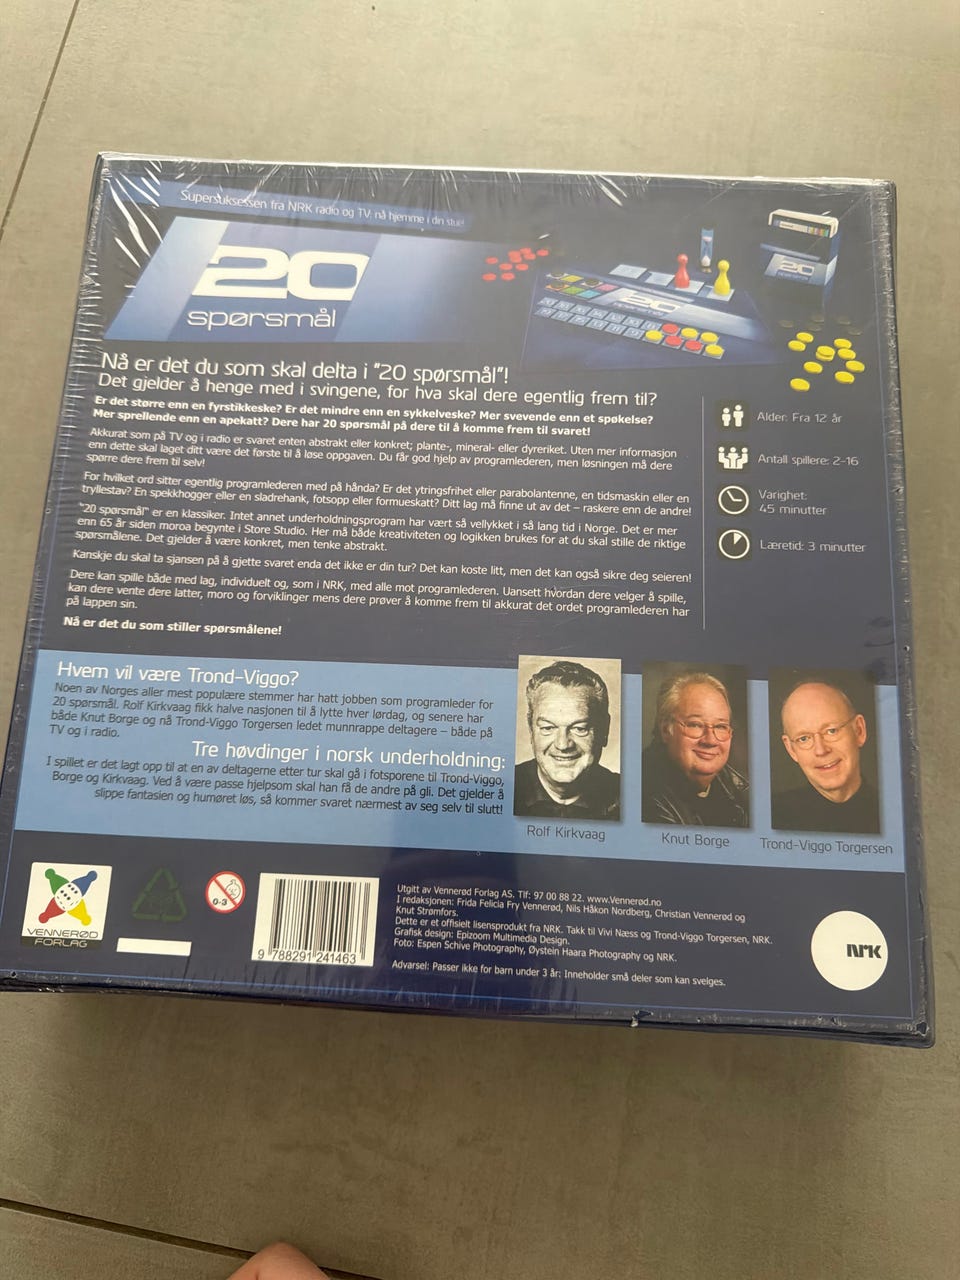 Supersuksessen fra NRK radio og TV nå hjemme i din stue!
20
spørsmål
20
spørsmål
20
Nå er det du som skal delta i "20 spørsmål"!
Det gjelder å henge med i svingene, for hva skal dere egentlig frem til?
Er det større enn en fyrstikkeske? Er det mindre enn en sykkelveske? Mer svevende enn et spøkelse?
Mer sprellende enn en apekatt? Dere har 20 spørsmål på dere til å komme frem til svaret!
Akkurat som på TV og i radio er svaret enten abstrakt eller konkret; plante-, mineral- eller dyreriket. Uten mer informasjon
enn dette skal laget ditt være det første til å løse oppgaven. Du får god hjelp av programlederen, men løsningen må dere
spørre dere frem til selv!
For hvilket ord sitter egentlig programlederen med på hånda? Er det ytringsfrihet eller parabolantenne, en tidsmaskin eller en
tryllestav? En spekkhogger eller en sladrehank, fotsopp eller formueskatt? Ditt lag må finne ut av det – raskere enn de andre!
"20 spørsmål" er en klassiker. Intet annet underholdningsprogram har vært så vellykket i så lang tid i Norge. Det er mer
enn 65 år siden moroa begynte i Store Studio. Her må både kreativiteten og logikken brukes for at du skal stille de riktige
spørsmålene. Det gjelder å være konkret, men tenke abstrakt.
Kanskje du skal ta sjansen på å gjette svaret enda det ikke er din tur? Det kan koste litt, men det kan også sikre deg seieren!
Dere kan spille både med lag, individuelt og, som i NRK, med alle mot programlederen. Uansett hvordan dere velger å spille,
kan dere vente dere latter, moro og forviklinger mens dere prøver å komme frem til akkurat det ordet programlederen har
på lappen sin.
Nå er det du som stiller spørsmålene!
Alder: Fra 12 år
Antall spillere: 2-16
Varighet:
45 minutter
Læretid: 3 minutter
Hvem vil være Trond-Viggo?
Noen av Norges aller mest populære stemmer har hatt jobben som programleder for
20 spørsmål. Rolf Kirkvaag fikk halve nasjonen til å lytte hver lørdag, og senere har
både Knut Borge og nå Trond-Viggo Torgersen ledet munnrappe deltagere – både på
TV og i radio.
Tre høvdinger i norsk underholdning:
I spillet er det lagt opp til at en av deltagerne etter tur skal gå i fotsporene til Trond-Viggo,
Borge og Kirkvaag. Ved å være passe hjelpsom skal han få de andre på gli. Det gjelder å
slippe fantasien og humøret løs, så kommer svaret nærmest av seg selv til slutt!
Rolf Kirkvaag
Knut Borge
Trond-Viggo Torgersen
VENNERØD
FORLAG
0-3
9 788291 241463
Utgitt av Vennerød Forlag AS. Tlf: 97 00 88 22. www.Vennerød.no
I redaksjonen: Frida Felicia Fry Vennerød, Nils Håkon Nordberg, Christian Vennerød og
Knut Strømfors.
Dette er et offisielt lisensprodukt fra NRK. Takk til Vivi Næss og Trond-Viggo Torgersen, NRK.
Grafisk design: Epizoom Multimedia Design.
Foto: Espen Schive Photography, Øystein Haara Photography og NRK.
Advarsel: Passer ikke for barn under 3 år: Inneholder små deler som kan svelges.
NRK